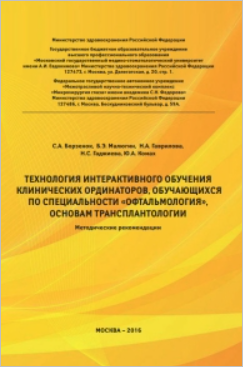 Министерство здравоохранения Российской Федерации
Государственное бюджетное образовательное учреждение
высшего профессионального образования
«Московский государственный медико-стоматологический университет
имени А.И. Евдокимова» Министерства здравоохранения Российской Федерации
127473, г. Москва, ул. Делегатская, д. 20, стр. 1.
Федеральное государственное автономное учреждение
«Межотраслевой научно-технический комплекс
«Микрохирургия глаза» имени академика С.Н. Федорова»
Министерства здравоохранения Российской Федерации
127486, г. Москва, Бескудниковский бульвар, д. 59А.
С.А. Борзенок, Б.Э. Малюгин, Н.А. Гаврилова,
Н.С. Гаджиева, Ю.А. Комах
ТЕХНОЛОГИЯ ИНТЕРАКТИВНОГО ОБУЧЕНИЯ
КЛИНИЧЕСКИХ ОРДИНАТОРОВ, ОБУЧАЮЩИХСЯ
ПО СПЕЦИАЛЬНОСТИ «ОФТАЛЬМОЛОГИЯ»,
ОСНОВАМ ТРАНСПЛАНТОЛОГИИ
Методические рекомендации
МОСКВА – 2016